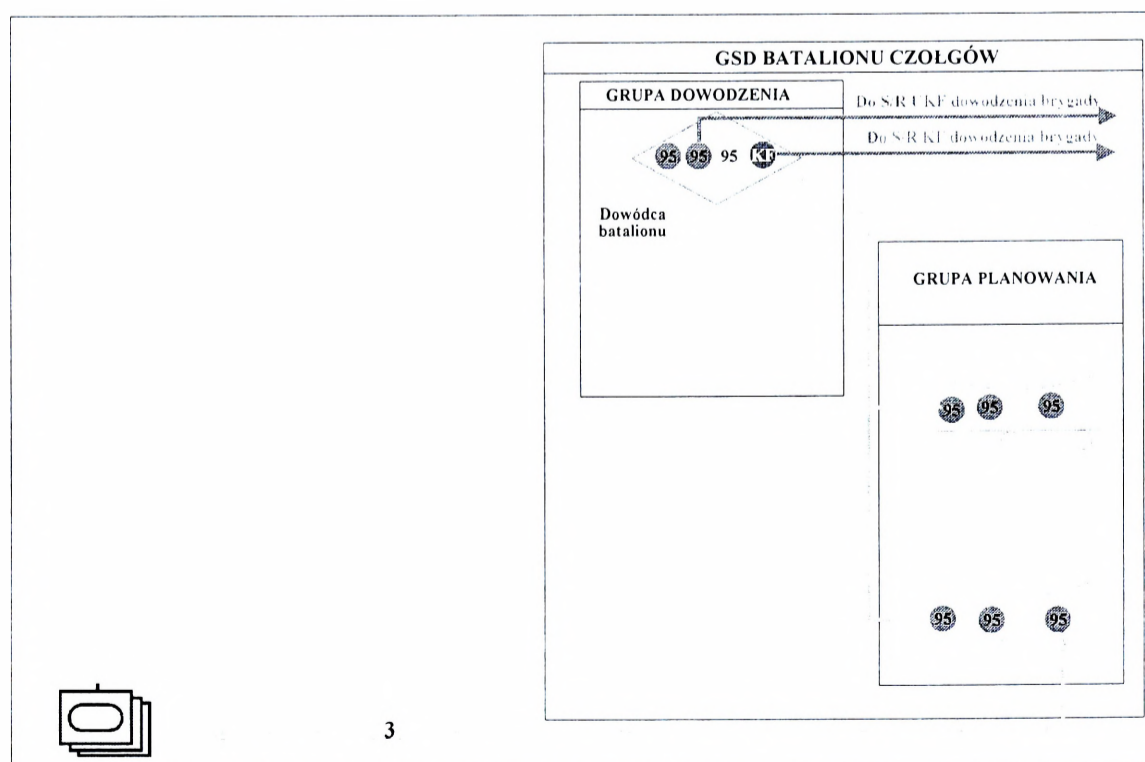 GSD BATALIONU CZOŁGÓW
GRUPA DOWODZENIA
Do S/R UKF dowodzenia brygady
Do S/R KF dowodzenia brygady
95 95 95 KF
Dowódca
batalionu
GRUPA PLANOWANIA
95 95 95
95 95 95
3